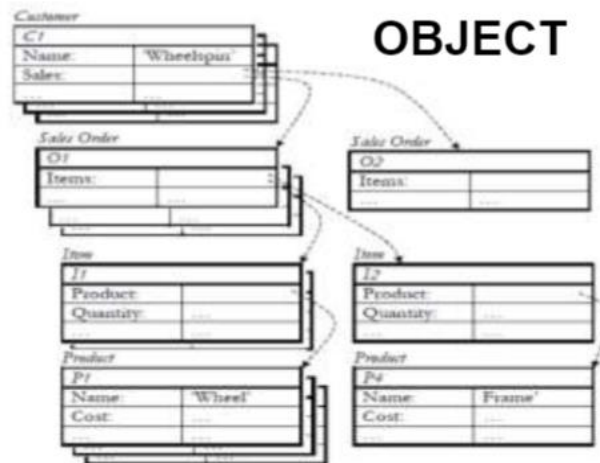 Customer
OBJECT
C1
Name: 'Wheelspin'
Sales:
... ...
Sales Order
O1
Items:
... ...
... ...
Sales Order
O2
Items:
... ...
Item
I1
Product:
Quantity: ...
... ...
Item
I2
Product:
Quantity: ...
... ...
Product
P1
Name: 'Wheel'
Cost: ...
... ...
Product
P4
Name: Frame'
Cost: ...
... ...